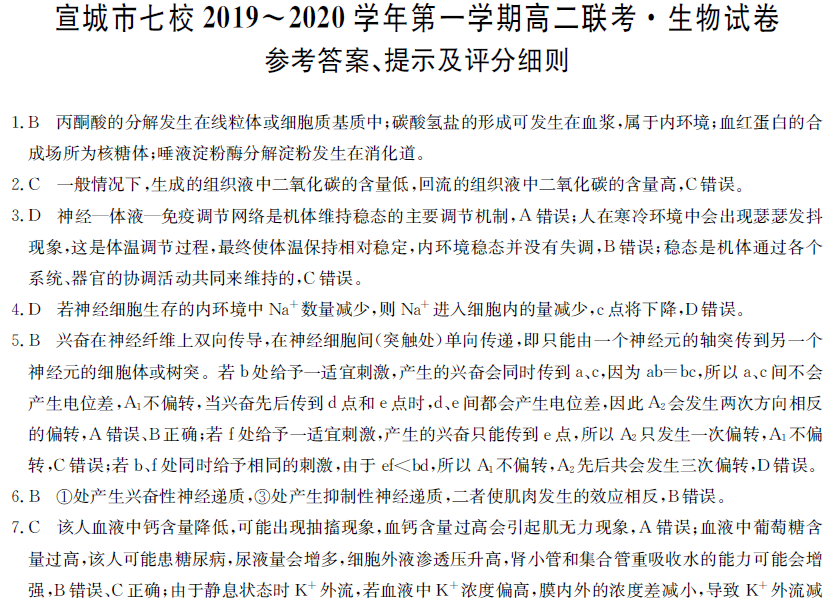 宣城市七校 2019～2020 学年第一学期高二联考·生物试卷
参考答案、提示及评分细则
1. B 丙酮酸的分解发生在线粒体或细胞质基质中;碳酸氢盐的形成可发生在血浆,属于内环境;血红蛋白的合
成场所为核糖体;唾液淀粉酶分解淀粉发生在消化道。
2. C 一般情况下,生成的组织液中二氧化碳的含量低,回流的组织液中二氧化碳的含量高,C错误。
3. D 神经—体液—免疫调节网络是机体维持稳态的主要调节机制,A 错误;人在寒冷环境中会出现瑟瑟发抖
现象,这是体温调节过程,最终使体温保持相对稳定,内环境稳态并没有失调,B错误;稳态是机体通过各个
系统、器官的协调活动共同来维持的,C 错误。
4. D 若神经细胞生存的内环境中 Na⁺数量减少,则 Na⁺进入细胞内的量减少,c 点将下降,D错误。
5. B 兴奋在神经纤维上双向传导,在神经细胞间(突触处)单向传递,即只能由一个神经元的轴突传到另一个
神经元的细胞体或树突。若 b 处给予一适宜刺激,产生的兴奋会同时传到 a、c,因为 ab＝bc,所以 a、c 间不会
产生电位差,A₁不偏转,当兴奋先后传到 d 点和 e 点时,d、e 间都会产生电位差,因此 A₂会发生两次方向相反
的偏转,A 错误、B正确;若 f 处给予一适宜刺激,产生的兴奋只能传到 e 点,所以 A₂只发生一次偏转,A₁不偏
转,C 错误;若 b、f 处同时给予相同的刺激,由于 ef＜bd,所以 A₁不偏转,A₂先后共会发生三次偏转,D错误。
6. B ①处产生兴奋性神经递质,③处产生抑制性神经递质,二者使肌肉发生的效应相反,B错误。
7. C 该人血液中钙含量降低,可能出现抽搐现象,血钙含量过高会引起肌无力现象,A 错误;血液中葡萄糖含
量过高,该人可能患糖尿病,尿液量会增多,细胞外液渗透压升高,肾小管和集合管重吸收水的能力可能会增
强,B错误、C 正确;由于静息状态时 K⁺外流,若血液中 K⁺浓度偏高,膜内外的浓度差减小,导致 K⁺外流减